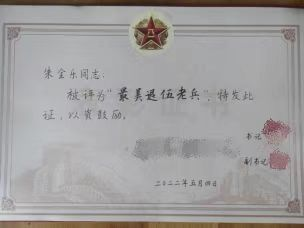 朱金乐同志:
被评为“最美退伍老兵”,特发此
证,以资鼓励。
书记
副书记
二〇二二年五月四日